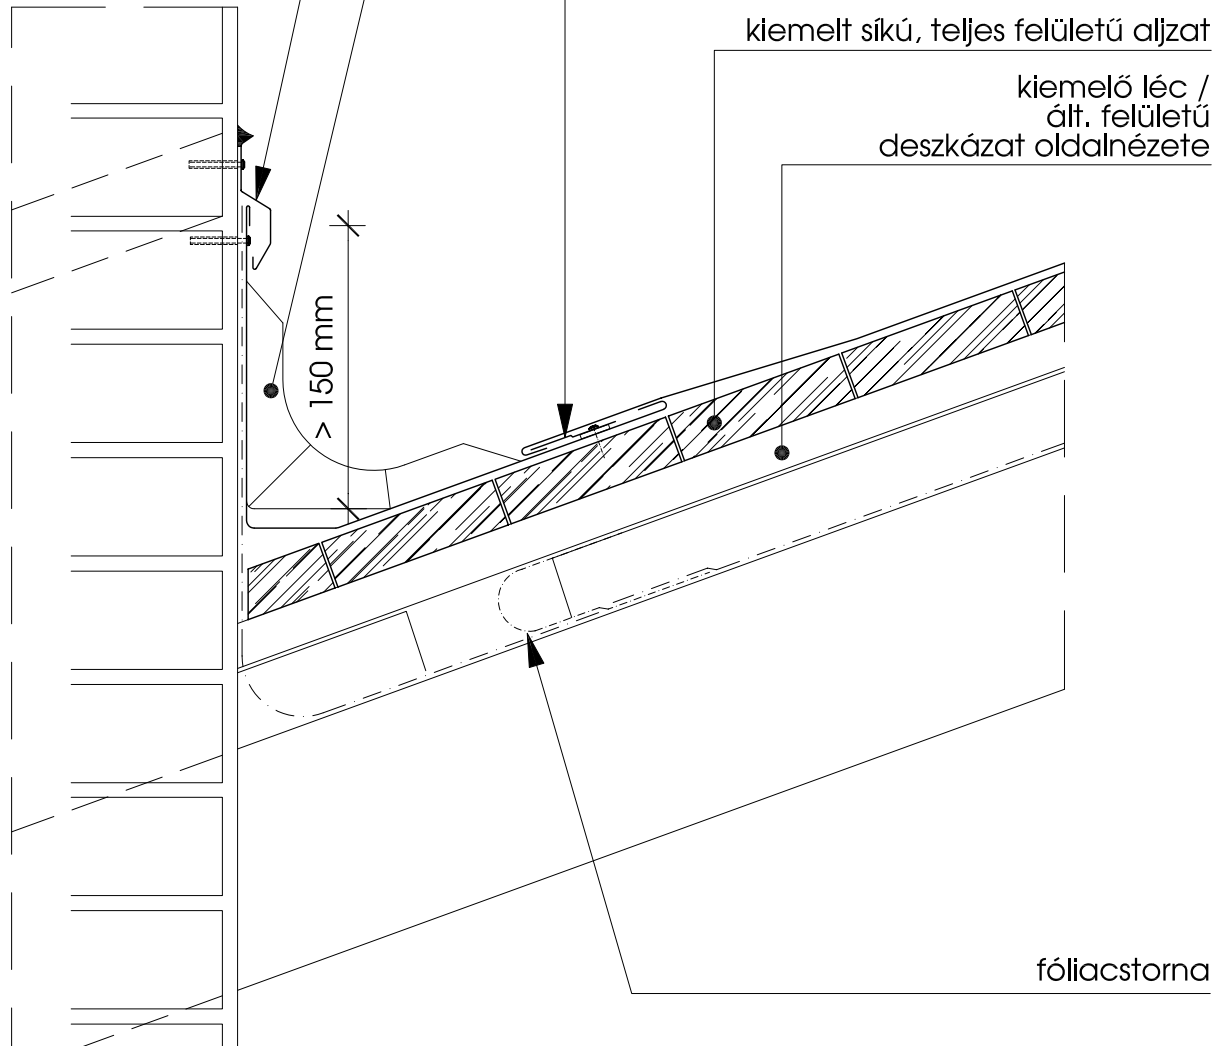 kiemelt síkú, teljes felületű aljzat
kiemelő léc /
ált. felületű
deszkázat oldalnézete
> 150 mm
fóliacstorna